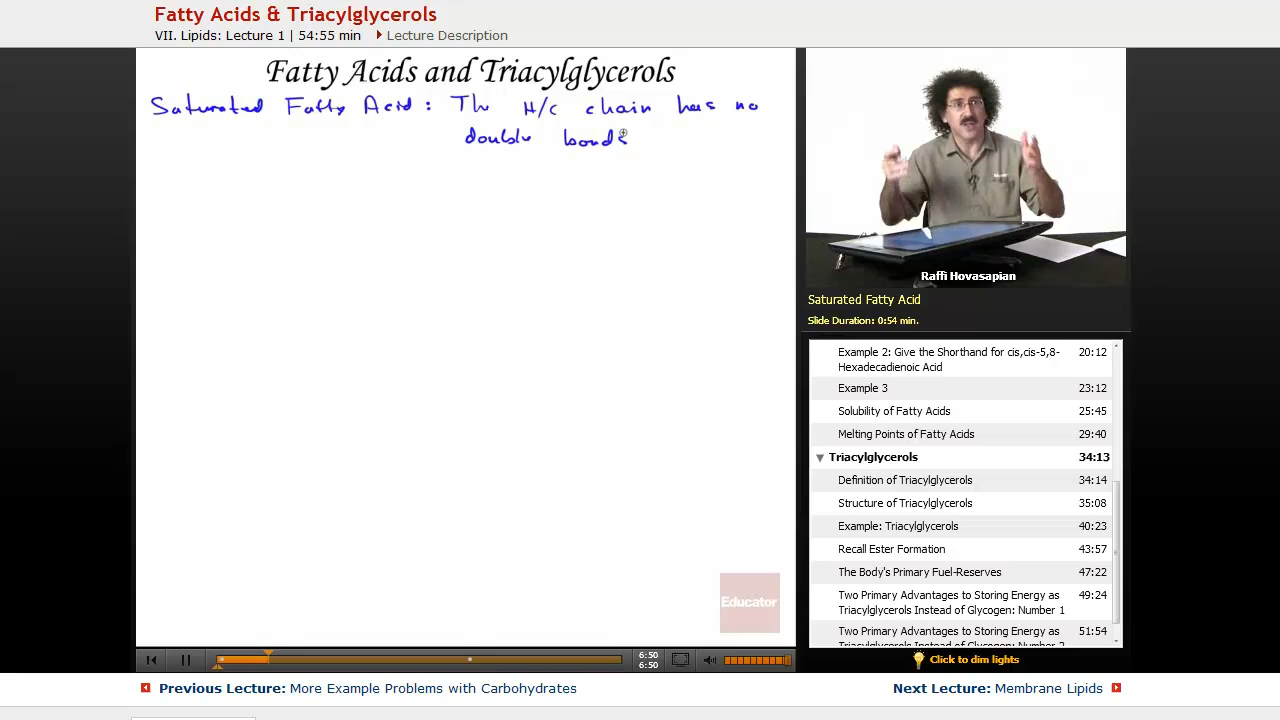 Fatty Acids & Triacylglycerols
VII. Lipids: Lecture 1 | 54:55 min
Lecture Description
Fatty Acids and Triacylglycerols
Saturated Fatty Acid: The H/C chain has no
double bonds
Educator
Raffi Hovasapian
Saturated Fatty Acid
Slide Duration: 0:54 min.
Example 2: Give the Shorthand for cis,cis-5,8- 20:12
Hexadecadienoic Acid
Example 3 23:12
Solubility of Fatty Acids 25:45
Melting Points of Fatty Acids 29:40
Triacylglycerols 34:13
Definition of Triacylglycerols 34:14
Structure of Triacylglycerols 35:08
Example: Triacylglycerols 40:23
Recall Ester Formation 43:57
The Body's Primary Fuel-Reserves 47:22
Two Primary Advantages to Storing Energy as 49:24
Triacylglycerols Instead of Glycogen: Number 1
Two Primary Advantages to Storing Energy as 51:54
Triacylglycerols Instead of Glycogen: Number 2
6:50
6:50
Click to dim lights
Previous Lecture: More Example Problems with Carbohydrates
Next Lecture: Membrane Lipids